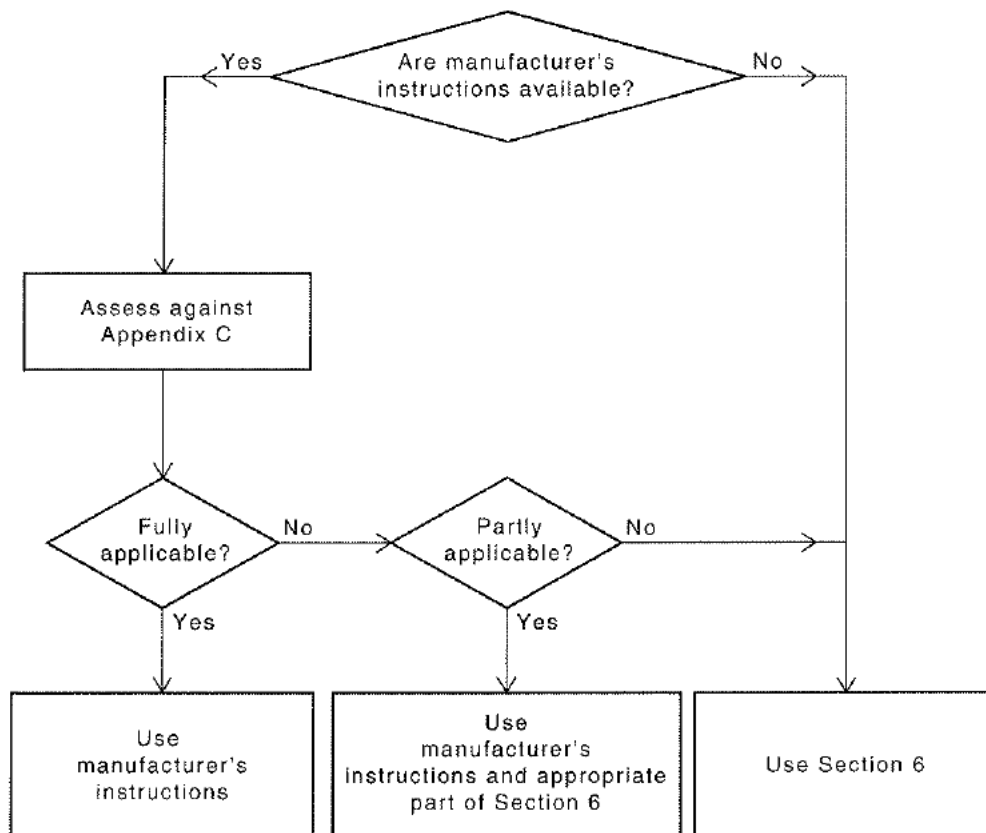 Yes
Are manufacturer's
instructions available?
No
Assess against
Appendix C
Fully
applicable?
No
Partly
applicable?
No
Yes
Yes
Use
manufacturer's
instructions
Use
manufacturer's
instructions and appropriate
part of Section 6
Use Section 6